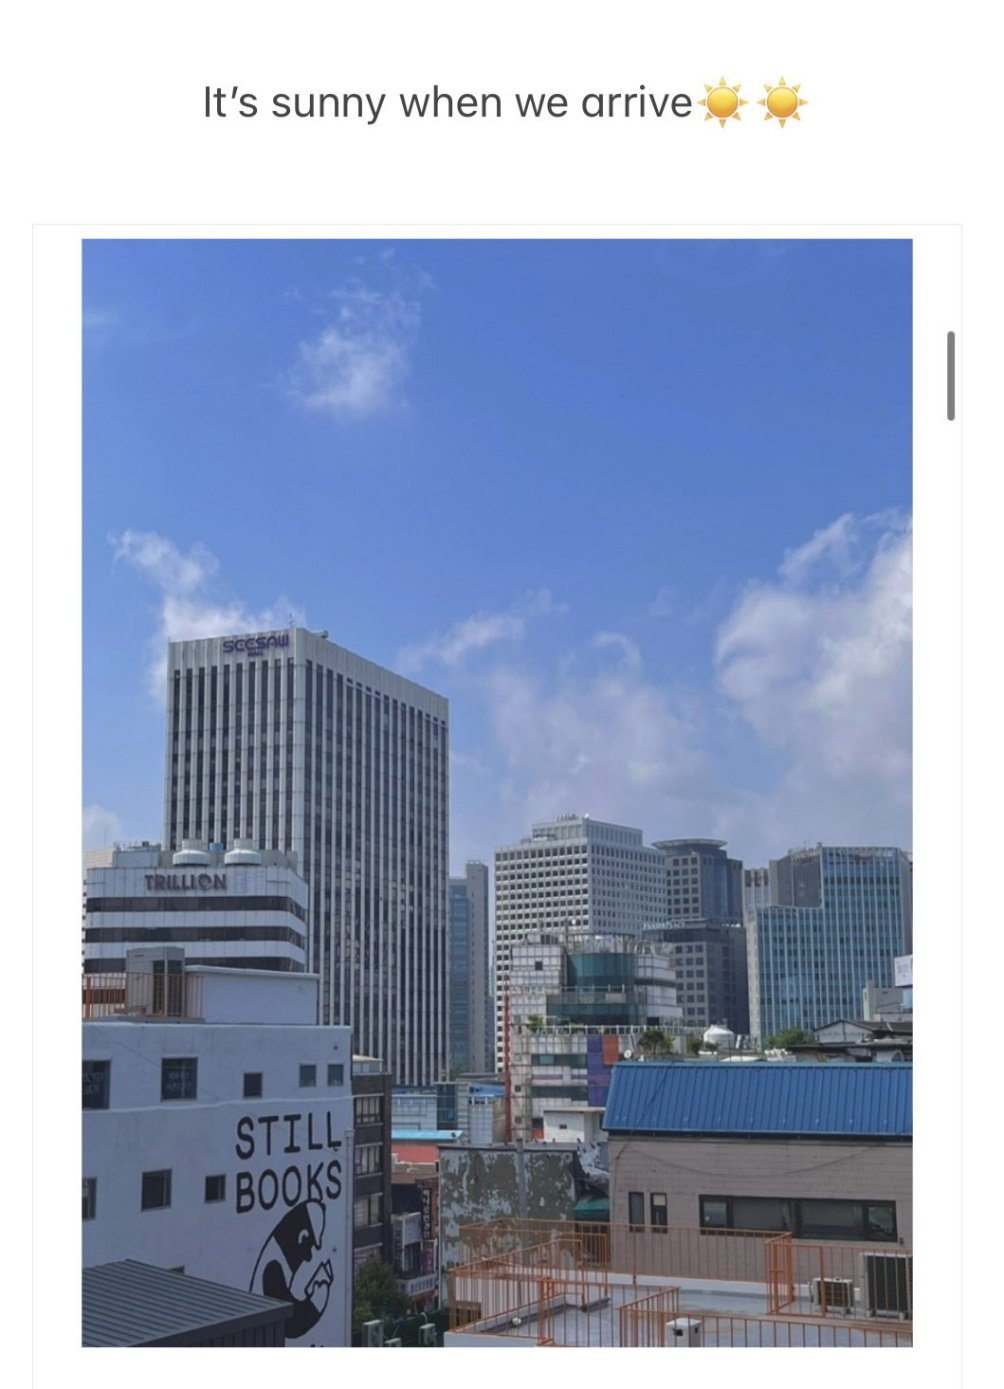 It’s sunny when we arrive☀️☀️
SEESAW
TRILLION
STILL
BOOKS